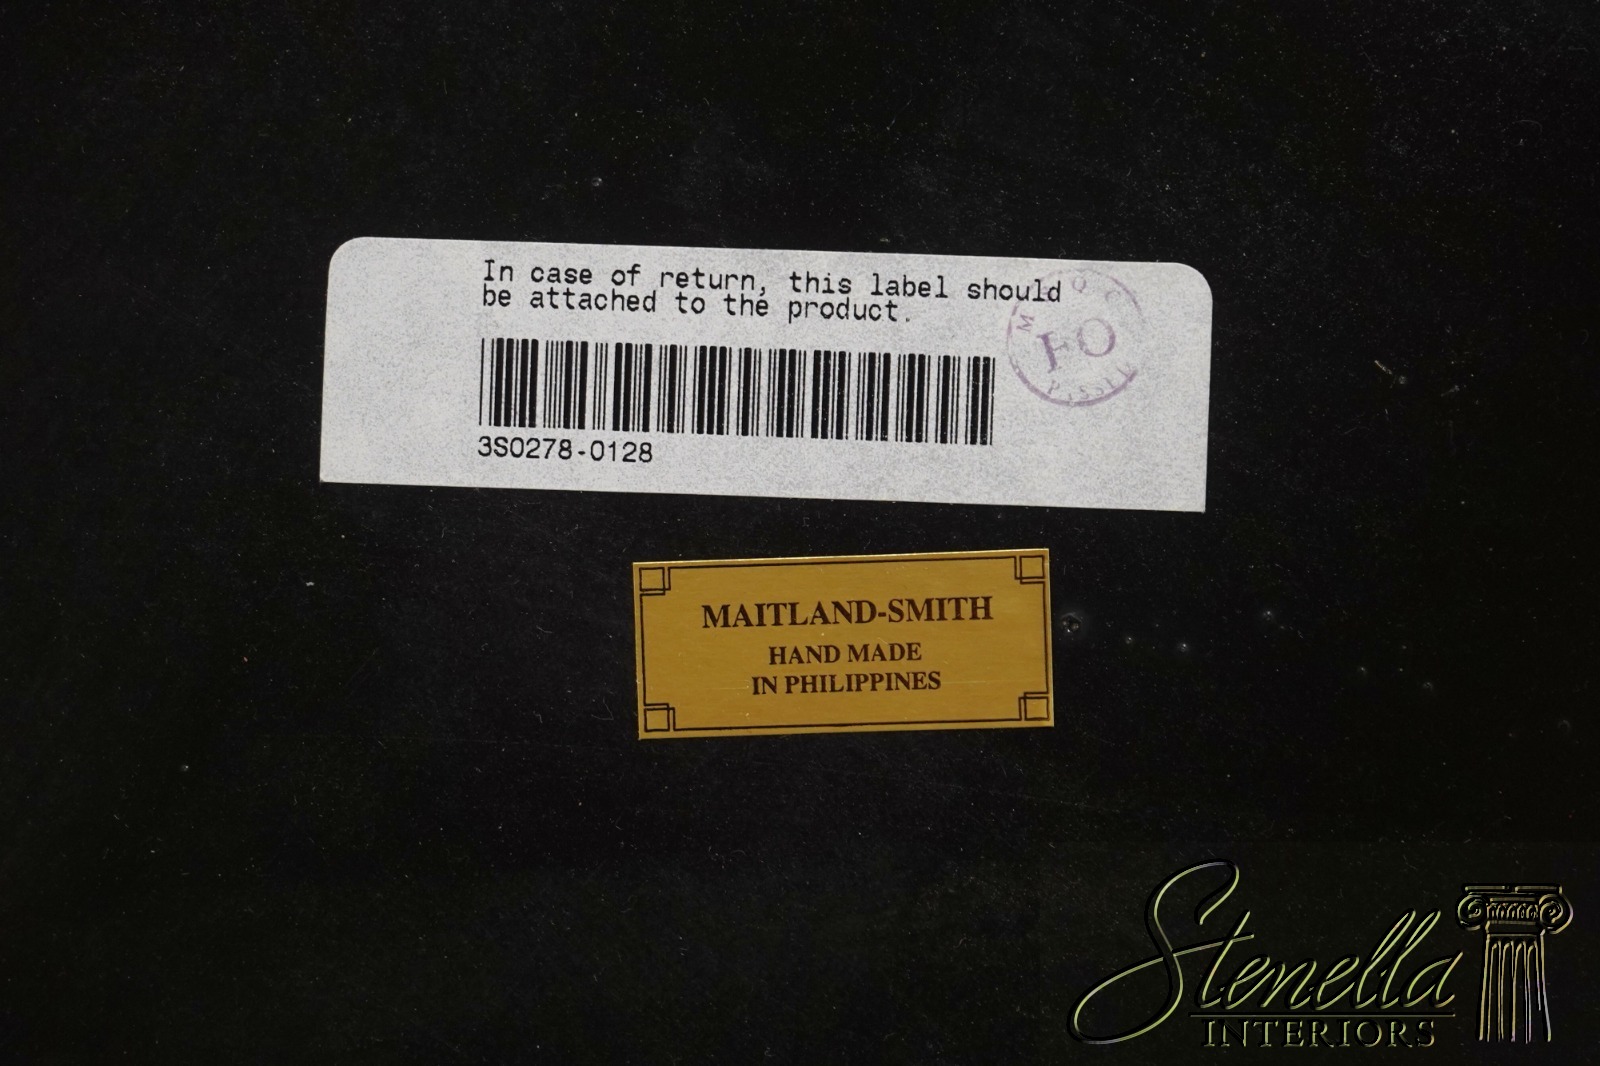 In case of return, this label should
be attached to the product.
3S0278-0128
FO
MAITLAND-SMITH
HAND MADE
IN PHILIPPINES
Stenella
INTERIORS